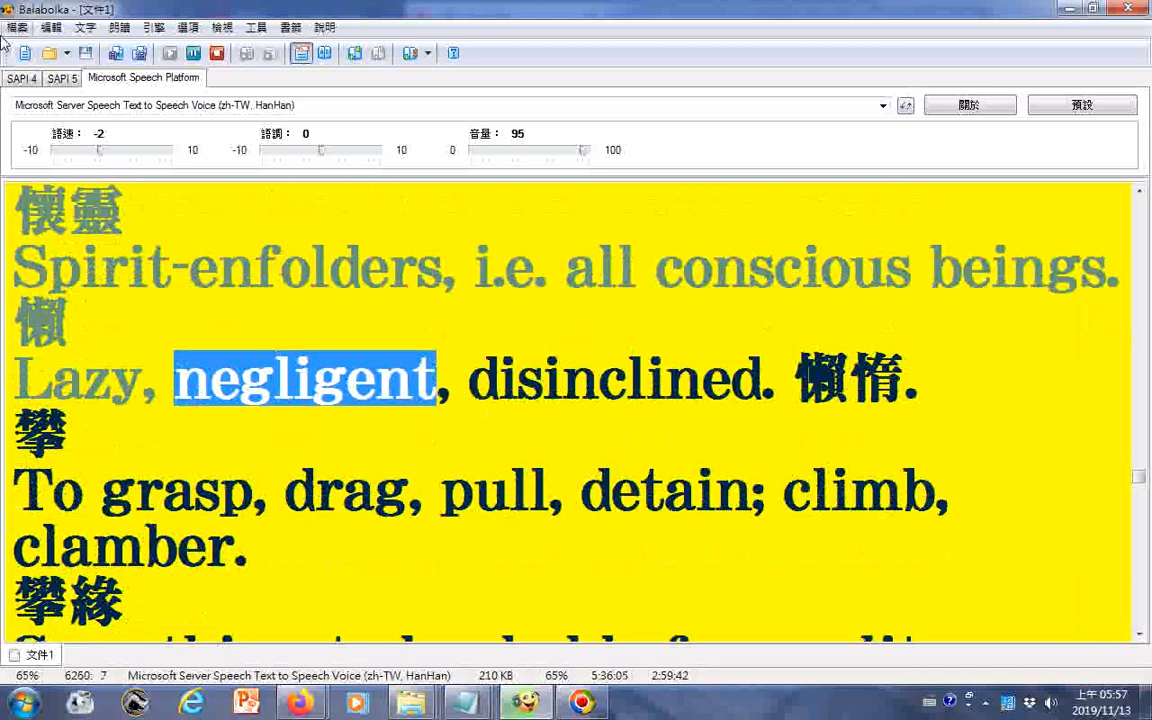 Balabolka - [文件1]
檔案 編輯 文字 朗讀 引擎 選項 檢視 工具 書籤 說明
SAPI 4 SAPI 5 Microsoft Speech Platform
Microsoft Server Speech Text to Speech Voice (zh-TW, HanHan) 關於 預設
語速： -2 語調： 0 音量： 95
-10 10 -10 10 0 100
懷靈
Spirit-enfolders, i.e. all conscious beings.
懶
Lazy, negligent, disinclined. 懶惰.
攀
To grasp, drag, pull, detain; climb,
clamber.
攀緣
文件1
65% 6260: 7 Microsoft Server Speech Text to Speech Voice (zh-TW, HanHan) 210 KB 65% 5:36:05 2:59:42
上午 05:57
2019/11/13